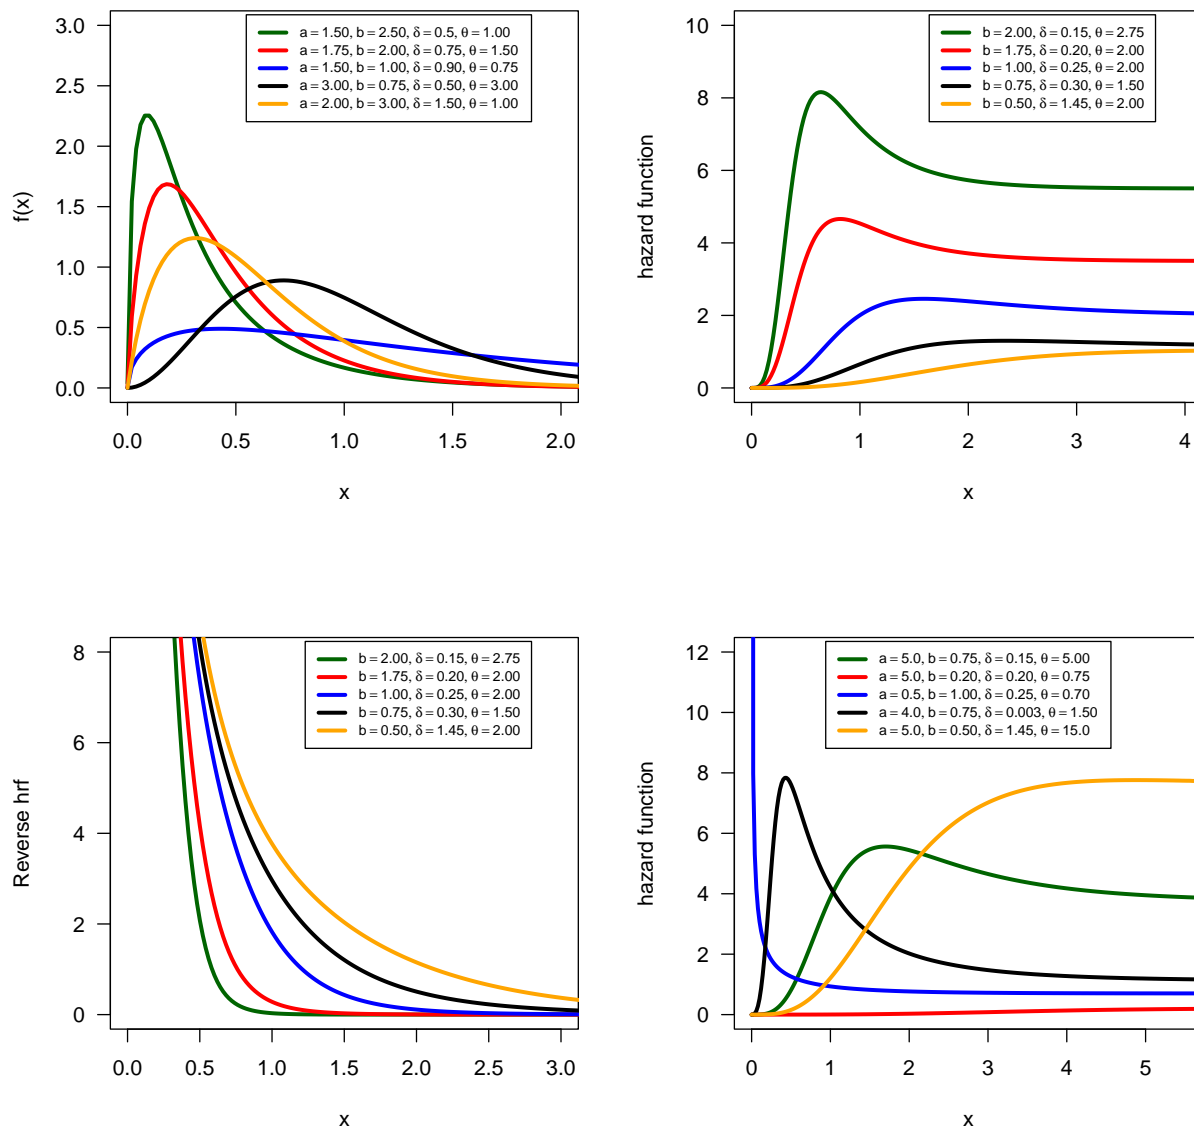 3.0
2.5
2.0
1.5
1.0
0.5
0.0
f(x)
a = 1.50, b = 2.50, δ = 0.5, θ = 1.00
a = 1.75, b = 2.00, δ = 0.75, θ = 1.50
a = 1.50, b = 1.00, δ = 0.90, θ = 0.75
a = 3.00, b = 0.75, δ = 0.50, θ = 3.00
a = 2.00, b = 3.00, δ = 1.50, θ = 1.00
0.0 0.5 1.0 1.5 2.0
x
10
8
6
4
2
0
hazard function
b = 2.00, δ = 0.15, θ = 2.75
b = 1.75, δ = 0.20, θ = 2.00
b = 1.00, δ = 0.25, θ = 2.00
b = 0.75, δ = 0.30, θ = 1.50
b = 0.50, δ = 1.45, θ = 2.00
0 1 2 3 4
x
8
6
4
2
0
Reverse hrf
b = 2.00, δ = 0.15, θ = 2.75
b = 1.75, δ = 0.20, θ = 2.00
b = 1.00, δ = 0.25, θ = 2.00
b = 0.75, δ = 0.30, θ = 1.50
b = 0.50, δ = 1.45, θ = 2.00
0.0 0.5 1.0 1.5 2.0 2.5 3.0
x
12
10
8
6
4
2
0
hazard function
a = 5.0, b = 0.75, δ = 0.15, θ = 5.00
a = 5.0, b = 0.20, δ = 0.20, θ = 0.75
a = 0.5, b = 1.00, δ = 0.25, θ = 0.70
a = 4.0, b = 0.75, δ = 0.003, θ = 1.50
a = 5.0, b = 0.50, δ = 1.45, θ = 15.0
0 1 2 3 4 5
x